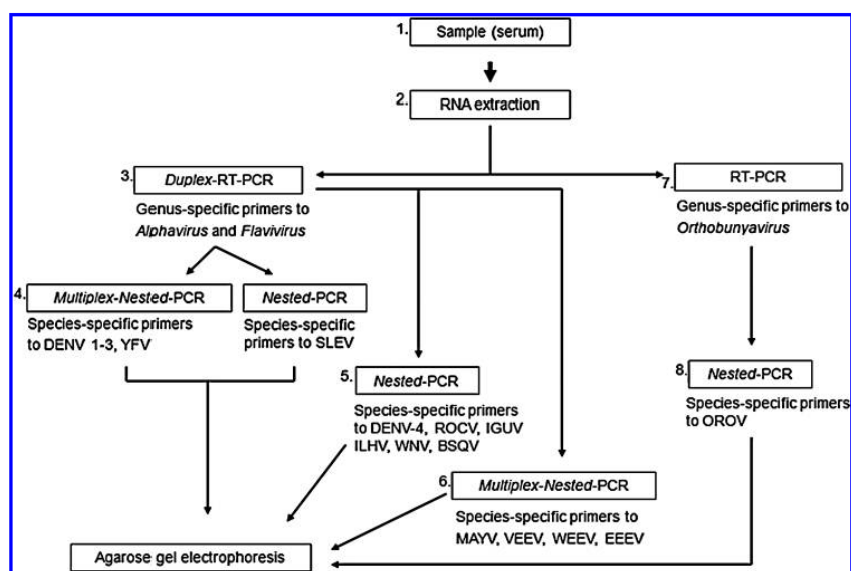 1. Sample (serum)
2. RNA extraction
3. Duplex-RT-PCR
Genus-specific primers to
Alphavirus and Flavivirus
7. RT-PCR
Genus-specific primers to
Orthobunyavirus
4. Multiplex-Nested-PCR
Species-specific primers
to DENV 1-3, YFV
Nested-PCR
Species-specific
primers to SLEV
5. Nested-PCR
Species-specific primers
to DENV-4, ROCV, IGUV
ILHV, WNV, BSQV
8. Nested-PCR
Species-specific primers
to OROV
6. Multiplex-Nested-PCR
Species-specific primers to
MAYV, VEEV, WEEV, EEEV
Agarose gel electrophoresis